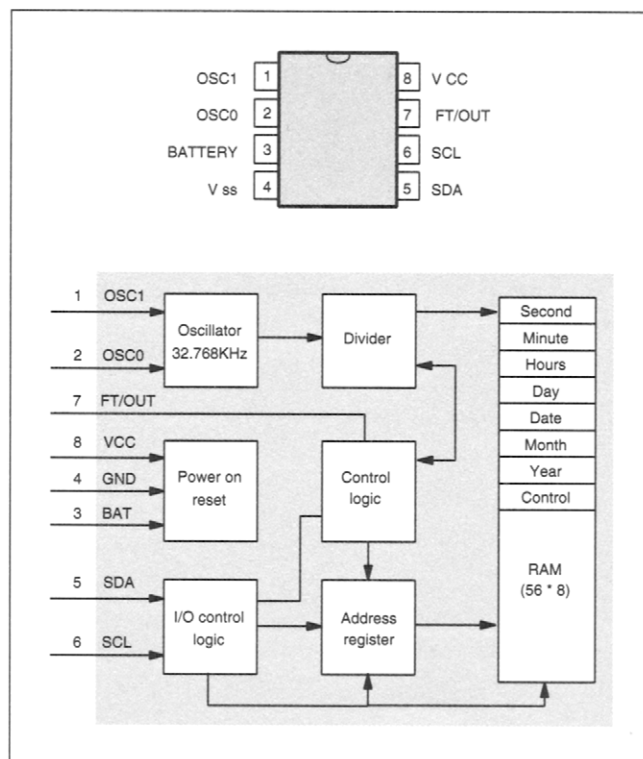 OSC1 1 8 V CC
OSC0 2 7 FT/OUT
BATTERY 3 6 SCL
V ss 4 5 SDA
1 OSC1
2 OSC0
7 FT/OUT
8 VCC
4 GND
3 BAT
5 SDA
6 SCL
Oscillator
32.768KHz
Divider
Power on
reset
Control
logic
I/O control
logic
Address
register
Second
Minute
Hours
Day
Date
Month
Year
Control
RAM
(56 * 8)